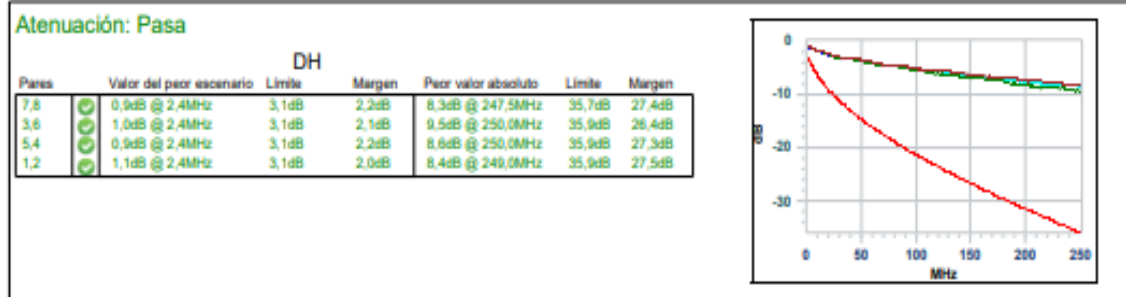 Atenuación: Pasa
DH
Pares Valor del peor escenario Límite Margen Peor valor absoluto Límite Margen
7,8 0,9dB @ 2,4MHz 3,1dB 2,2dB 8,3dB @ 247,5MHz 35,7dB 27,4dB
3,6 1,0dB @ 2,4MHz 3,1dB 2,1dB 9,5dB @ 250,0MHz 35,9dB 26,4dB
5,4 0,9dB @ 2,4MHz 3,1dB 2,2dB 8,6dB @ 250,0MHz 35,9dB 27,3dB
1,2 1,1dB @ 2,4MHz 3,1dB 2,0dB 8,4dB @ 249,0MHz 35,9dB 27,5dB
0
-10
-20
-30
dB
0 50 100 150 200 250
MHz